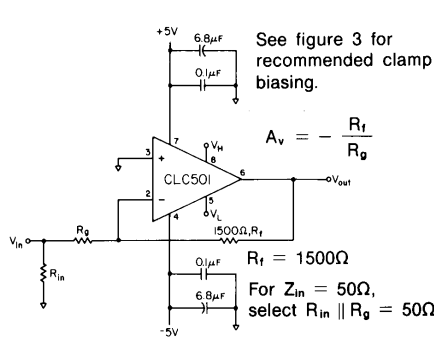 +5V
6.8μF
See figure 3 for
recommended clamp
biasing.
0.1μF
A_v = − R_f / R_g
3
+
7
V_H
8
CLC501
6
V_out
2
−
5
V_L
4
1500Ω,R_f
V_in
R_g
R_in
R_f = 1500Ω
0.1μF
For Z_in = 50Ω,
select R_in ∥ R_g = 50Ω
6.8μF
-5V